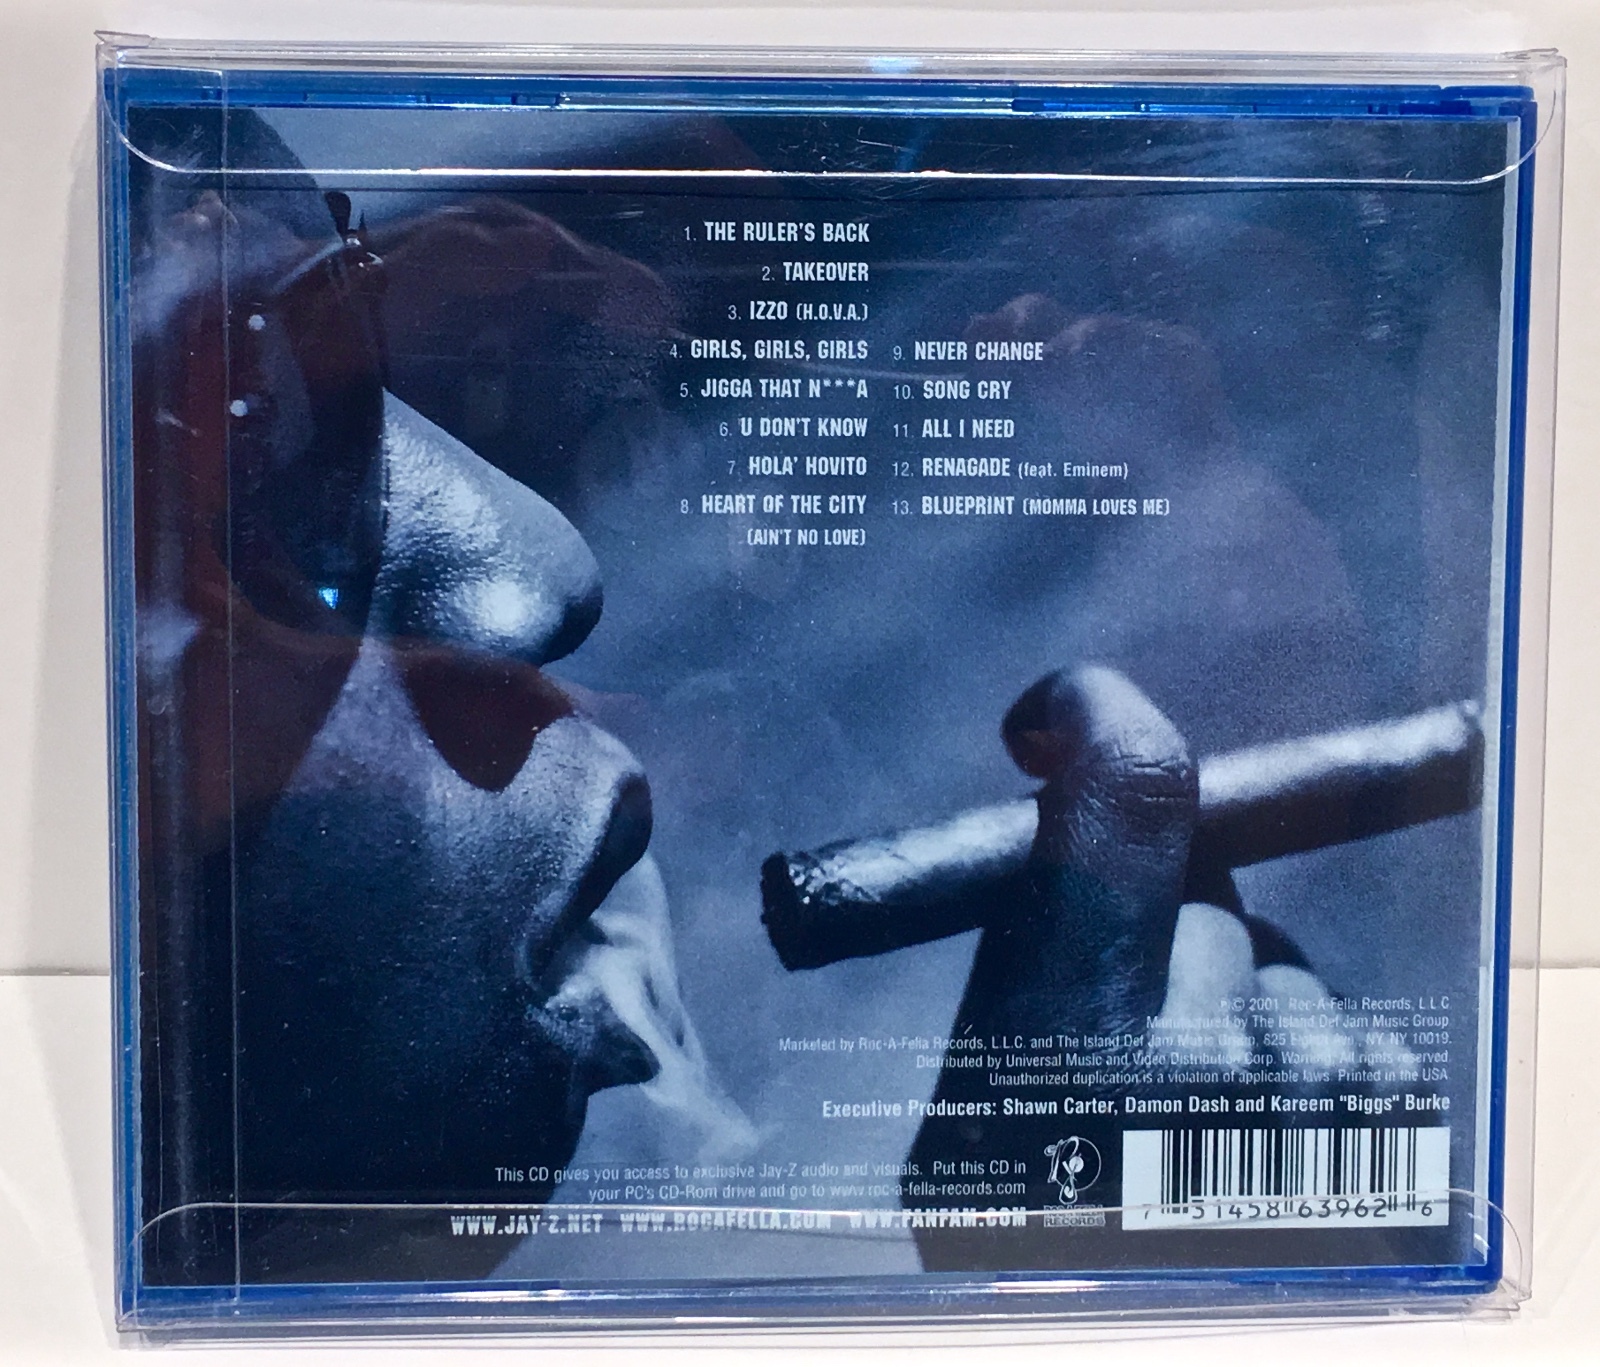 1. THE RULER'S BACK
2. TAKEOVER
3. IZZO (H.O.V.A.)
4. GIRLS, GIRLS, GIRLS
5. JIGGA THAT N***A
6. U DON'T KNOW
7. HOLA' HOVITO
8. HEART OF THE CITY
(AIN'T NO LOVE)
9. NEVER CHANGE
10. SONG CRY
11. ALL I NEED
12. RENAGADE (feat. Eminem)
13. BLUEPRINT (MOMMA LOVES ME)
℗ © 2001 Roc-A-Fella Records, L.L.C
Manufactured by The Island Def Jam Music Group
Marketed by Roc-A-Fella Records, L.L.C. and The Island Def Jam Music Group, 825 Eighth Ave., NY NY 10019.
Distributed by Universal Music and Video Distribution Corp. Warning: All rights reserved.
Unauthorized duplication is a violation of applicable laws. Printed in the USA
Executive Producers: Shawn Carter, Damon Dash and Kareem "Biggs" Burke
This CD gives you access to exclusive Jay-Z audio and visuals. Put this CD in
your PC's CD-Rom drive and go to www.roc-a-fella-records.com
WWW.JAY-Z.NET WWW.ROCAFELLA.COM WWW.FANFAM.COM
RECORDS
7 31458 63962 6